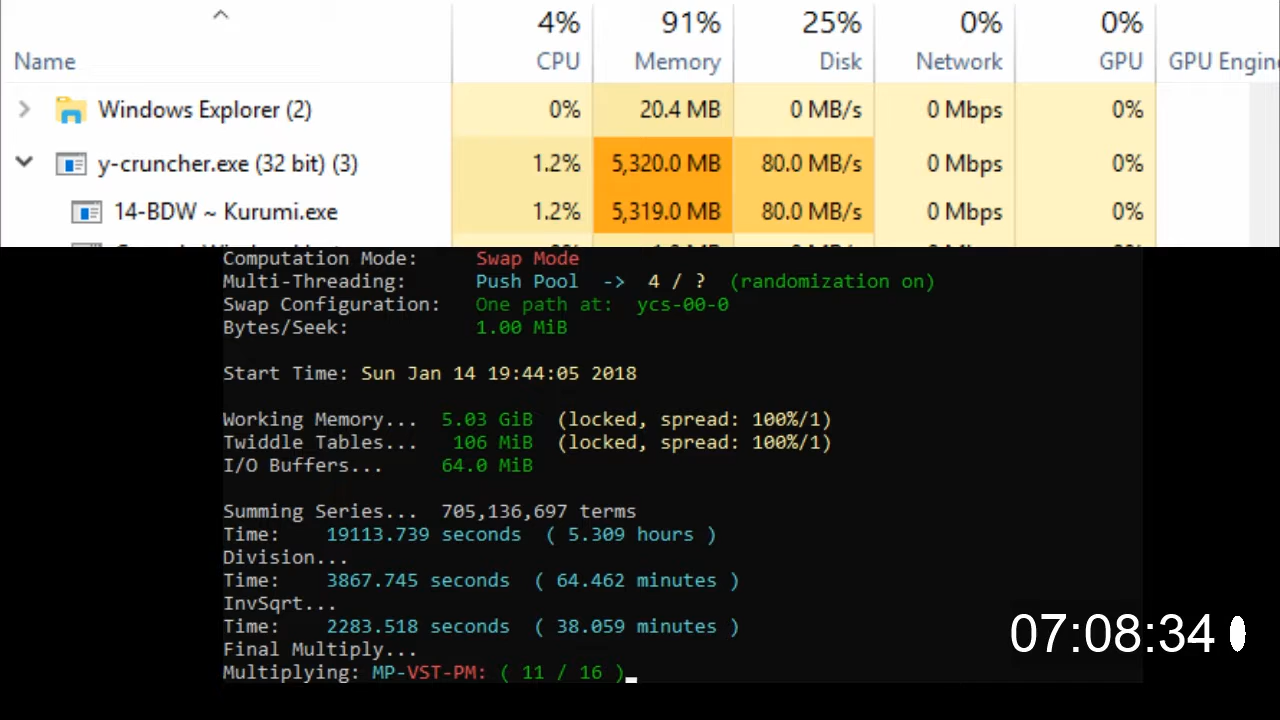 4% 91% 25% 0% 0%
Name CPU Memory Disk Network GPU GPU Engin
Windows Explorer (2) 0% 20.4 MB 0 MB/s 0 Mbps 0%
y-cruncher.exe (32 bit) (3) 1.2% 5,320.0 MB 80.0 MB/s 0 Mbps 0%
14-BDW ~ Kurumi.exe 1.2% 5,319.0 MB 80.0 MB/s 0 Mbps 0%
Computation Mode: Swap Mode
Multi-Threading: Push Pool -> 4 / ? (randomization on)
Swap Configuration: One path at: ycs-00-0
Bytes/Seek: 1.00 MiB
Start Time: Sun Jan 14 19:44:05 2018
Working Memory... 5.03 GiB (locked, spread: 100%/1)
Twiddle Tables... 106 MiB (locked, spread: 100%/1)
I/O Buffers... 64.0 MiB
Summing Series... 705,136,697 terms
Time: 19113.739 seconds ( 5.309 hours )
Division...
Time: 3867.745 seconds ( 64.462 minutes )
InvSqrt...
Time: 2283.518 seconds ( 38.059 minutes )
Final Multiply...
Multiplying: MP-VST-PM: ( 11 / 16 )
07:08:34